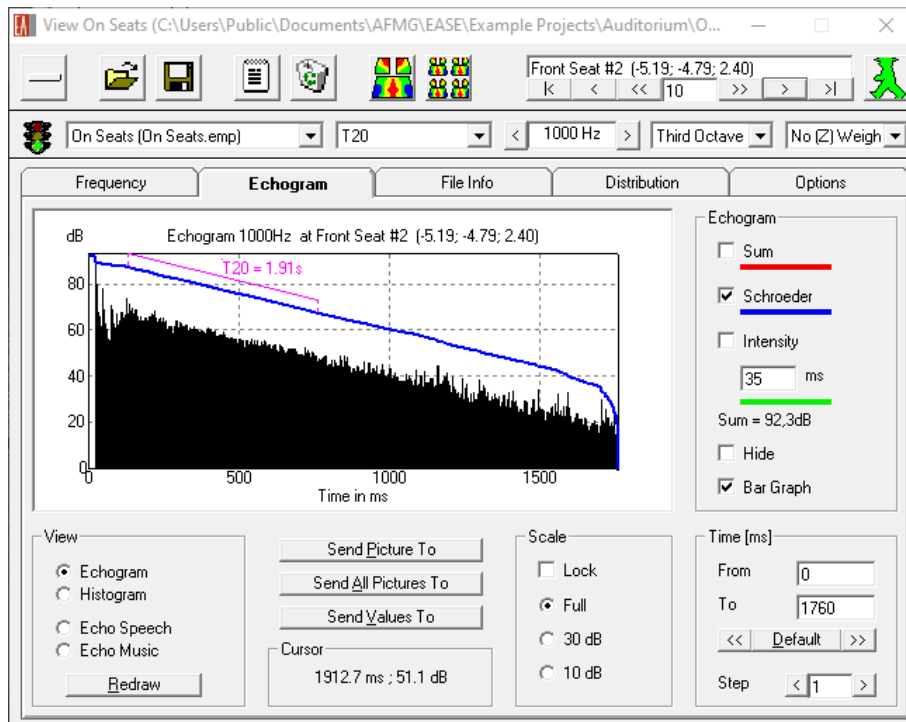 View On Seats (C:\Users\Public\Documents\AFMG\EASE\Example Projects\Auditorium\O...
Front Seat #2 (-5.19; -4.79; 2.40)
|< < << 10 >> > >|
On Seats (On Seats.emp) T20 < 1000 Hz > Third Octave No (Z) Weigh
Frequency Echogram File Info Distribution Options
dB Echogram 1000Hz at Front Seat #2 (-5.19; -4.79; 2.40)
T20 = 1.91s
80
60
40
20
0
0 500 1000 1500
Time in ms
Echogram
Sum
Schroeder
Intensity
35 ms
Sum = 92,3dB
Hide
Bar Graph
View
Echogram
Histogram
Echo Speech
Echo Music
Redraw
Send Picture To
Send All Pictures To
Send Values To
Cursor
1912.7 ms ; 51.1 dB
Scale
Lock
Full
30 dB
10 dB
Time [ms]
From 0
To 1760
<< Default >>
Step < 1 >